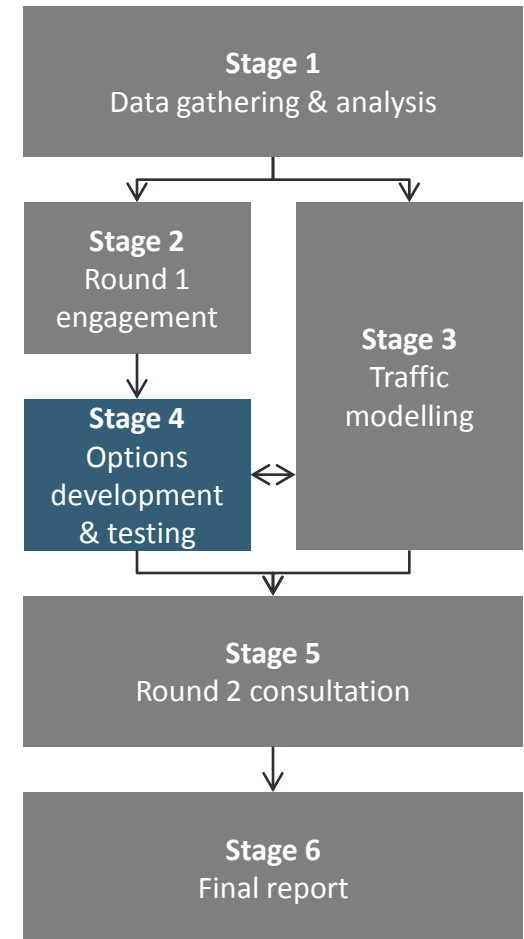 Stage 1
Data gathering & analysis
Stage 2
Round 1
engagement
Stage 3
Traffic
modelling
Stage 4
Options
development
& testing
Stage 5
Round 2 consultation
Stage 6
Final report